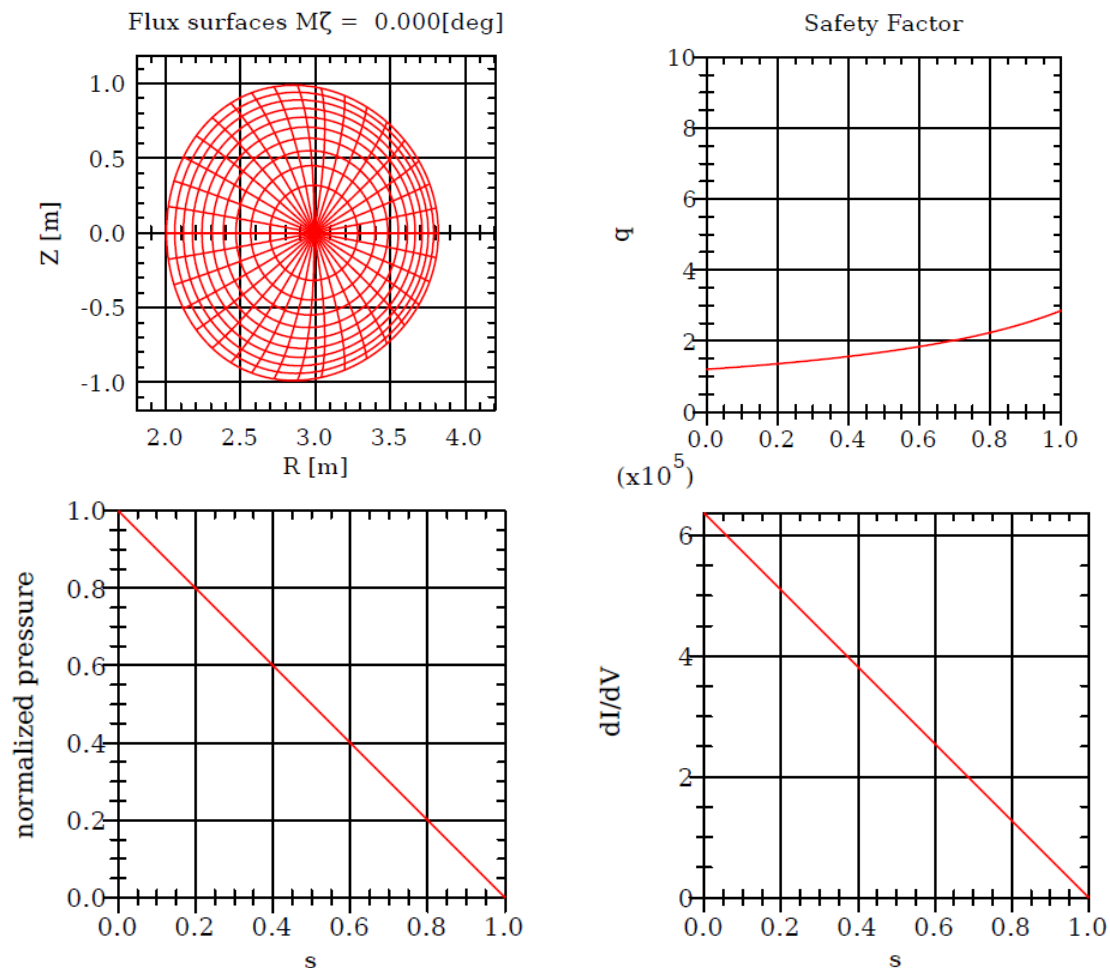 Flux surfaces Mζ = 0.000[deg]
1.0
0.5
0.0
-0.5
-1.0
Z [m]
2.0 2.5 3.0 3.5 4.0
R [m]
Safety Factor
10
8
6
4
2
0
q
0.0 0.2 0.4 0.6 0.8 1.0
1.0
0.8
0.6
0.4
0.2
0.0
normalized pressure
0.0 0.2 0.4 0.6 0.8 1.0
s
(x10^5)
6
4
2
0
dI/dV
0.0 0.2 0.4 0.6 0.8 1.0
s